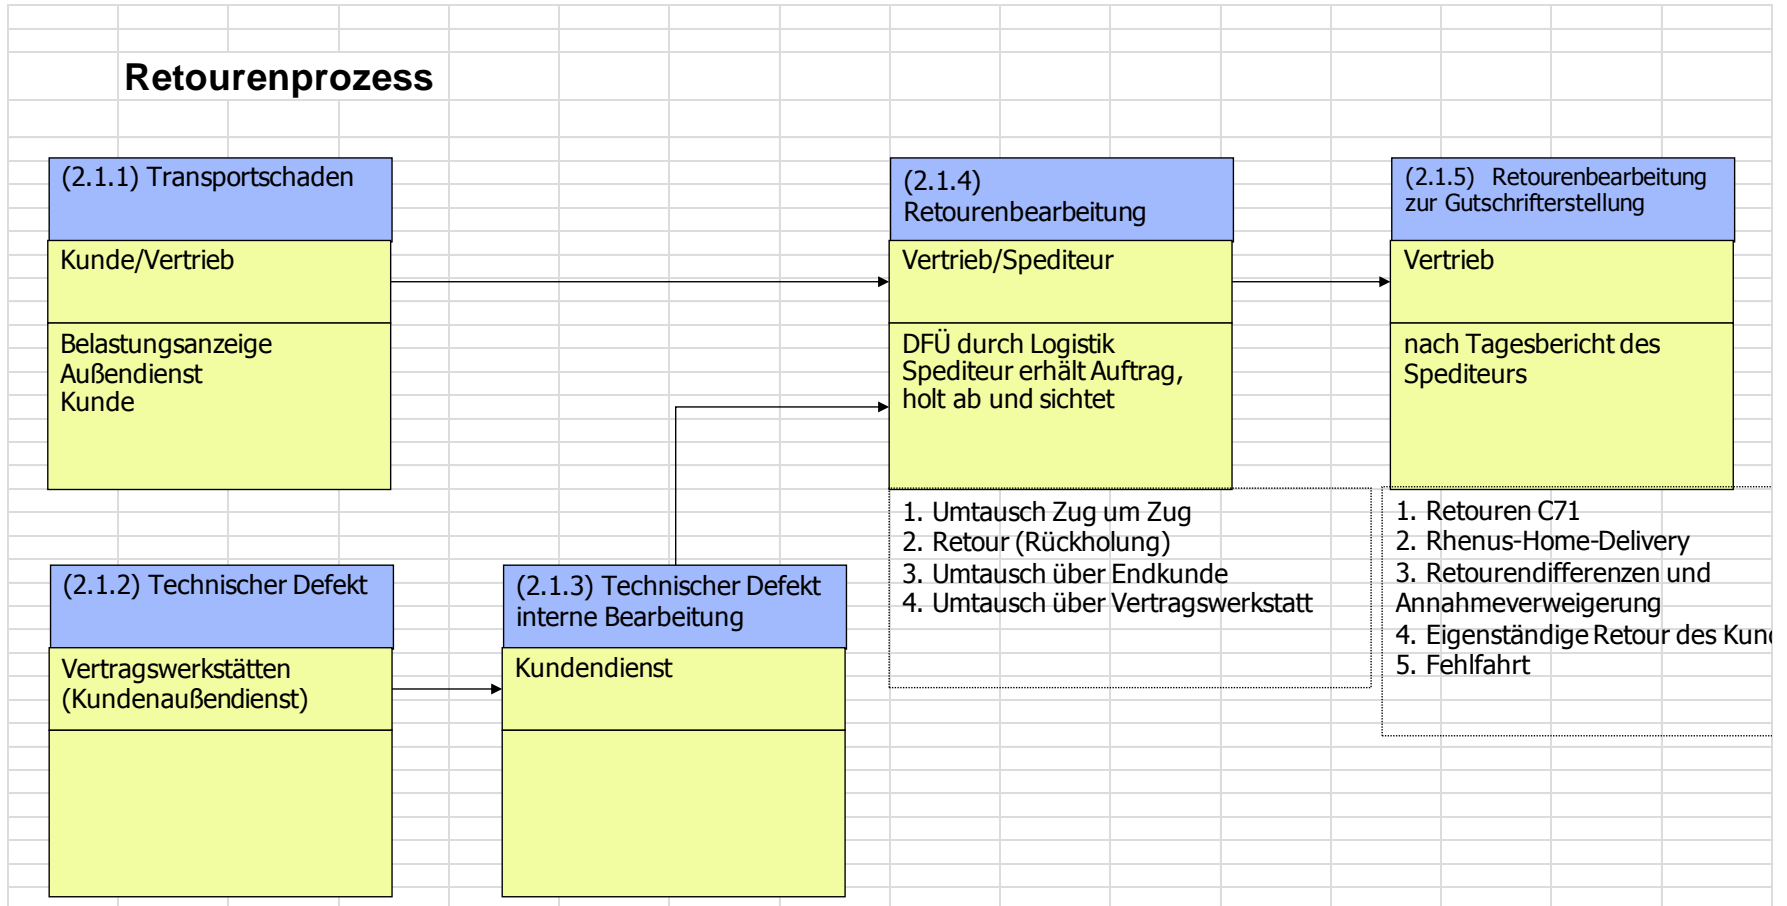 Retourenprozess
(2.1.1) Transportschaden
Kunde/Vertrieb
Belastungsanzeige
Außendienst
Kunde
(2.1.4)
Retourenbearbeitung
Vertrieb/Spediteur
DFÜ durch Logistik
Spediteur erhält Auftrag,
holt ab und sichtet
1. Umtausch Zug um Zug
2. Retour (Rückholung)
3. Umtausch über Endkunde
4. Umtausch über Vertragswerkstatt
(2.1.5) Retourenbearbeitung
zur Gutschrifterstellung
Vertrieb
nach Tagesbericht des
Spediteurs
1. Retouren C71
2. Rhenus-Home-Delivery
3. Retourendifferenzen und
Annahmeverweigerung
4. Eigenständige Retour des
5. Fehlfahrt
(2.1.2) Technischer Defekt
Vertragswerkstätten
(Kundenaußendienst)
(2.1.3) Technischer Defekt
interne Bearbeitung
Kundendienst